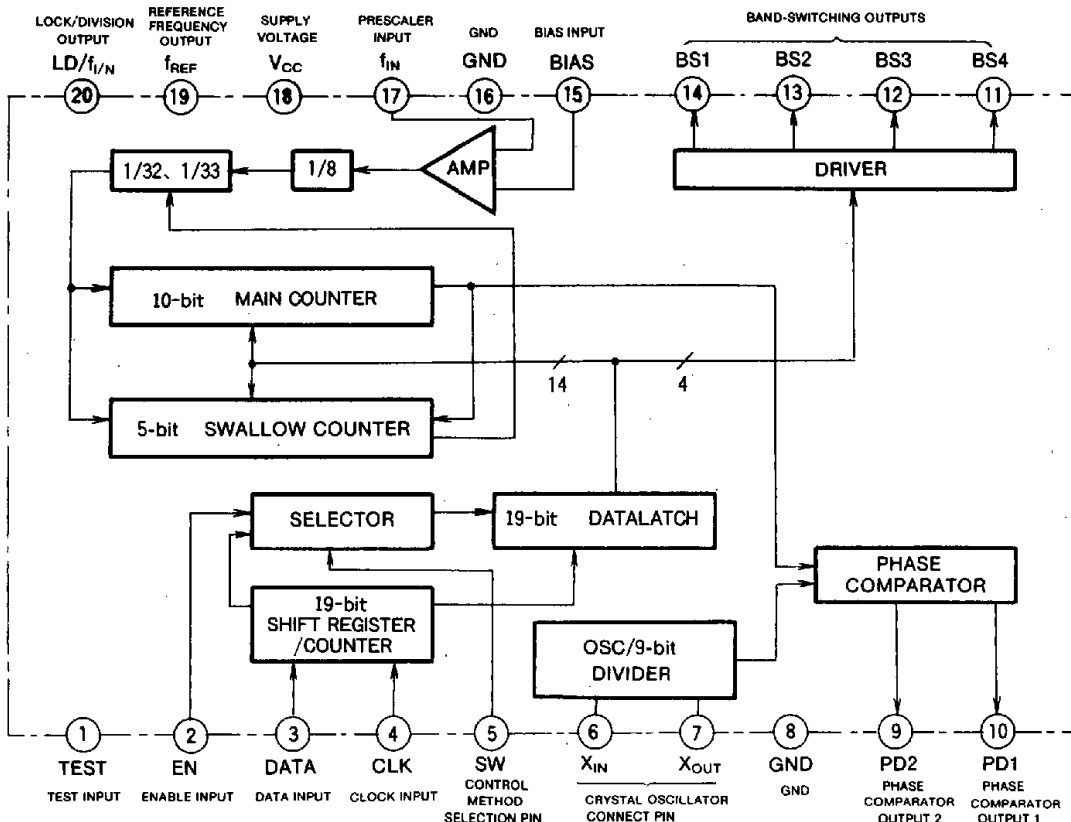 LOCK/DIVISION
OUTPUT
LD/fI/N
REFERENCE
FREQUENCY
OUTPUT
fREF
SUPPLY
VOLTAGE
VCC
PRESCALER
INPUT
fIN
GND
GND
BIAS INPUT
BIAS
BAND-SWITCHING OUTPUTS
BS1
BS2
BS3
BS4
20
19
18
17
16
15
14
13
12
11
1/32、1/33
1/8
AMP
DRIVER
10-bit MAIN COUNTER
14
4
5-bit SWALLOW COUNTER
SELECTOR
19-bit DATALATCH
PHASE
COMPARATOR
19-bit
SHIFT REGISTER
/COUNTER
OSC/9-bit
DIVIDER
1
2
3
4
5
6
7
8
9
10
TEST
TEST INPUT
EN
ENABLE INPUT
DATA
DATA INPUT
CLK
CLOCK INPUT
SW
CONTROL
METHOD
SELECTION PIN
XIN
XOUT
CRYSTAL OSCILLATOR
CONNECT PIN
GND
GND
PD2
PHASE
COMPARATOR
OUTPUT 2
PD1
PHASE
COMPARATOR
OUTPUT 1